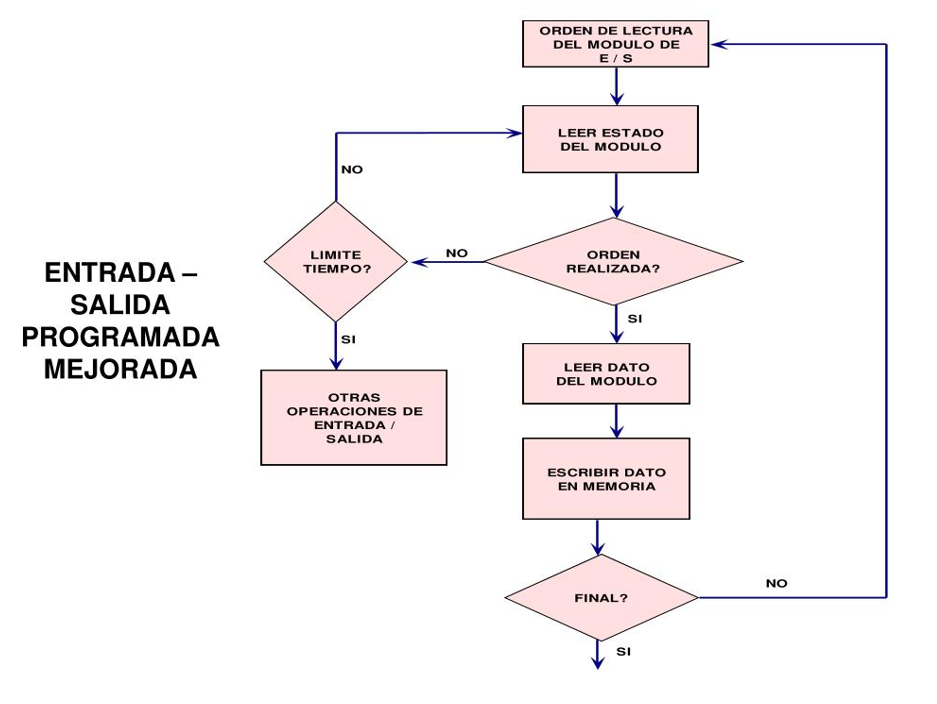 ORDEN DE LECTURA
DEL MODULO DE
E / S
LEER ESTADO
DEL MODULO
NO
LIMITE
TIEMPO?
NO
ORDEN
REALIZADA?
ENTRADA –
SALIDA
PROGRAMADA
MEJORADA
SI
SI
LEER DATO
DEL MODULO
OTRAS
OPERACIONES DE
ENTRADA /
SALIDA
ESCRIBIR DATO
EN MEMORIA
FINAL?
NO
SI